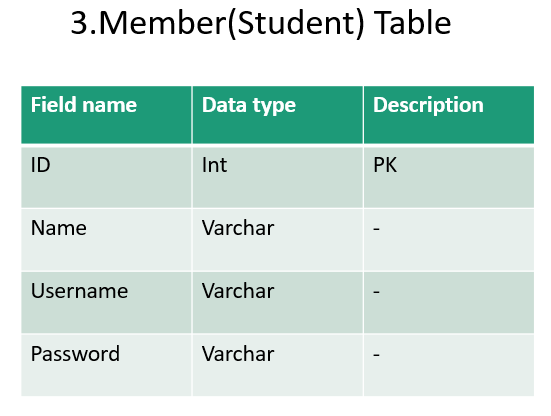 3.Member(Student) Table
Field name Data type Description
ID Int PK
Name Varchar -
Username Varchar -
Password Varchar -